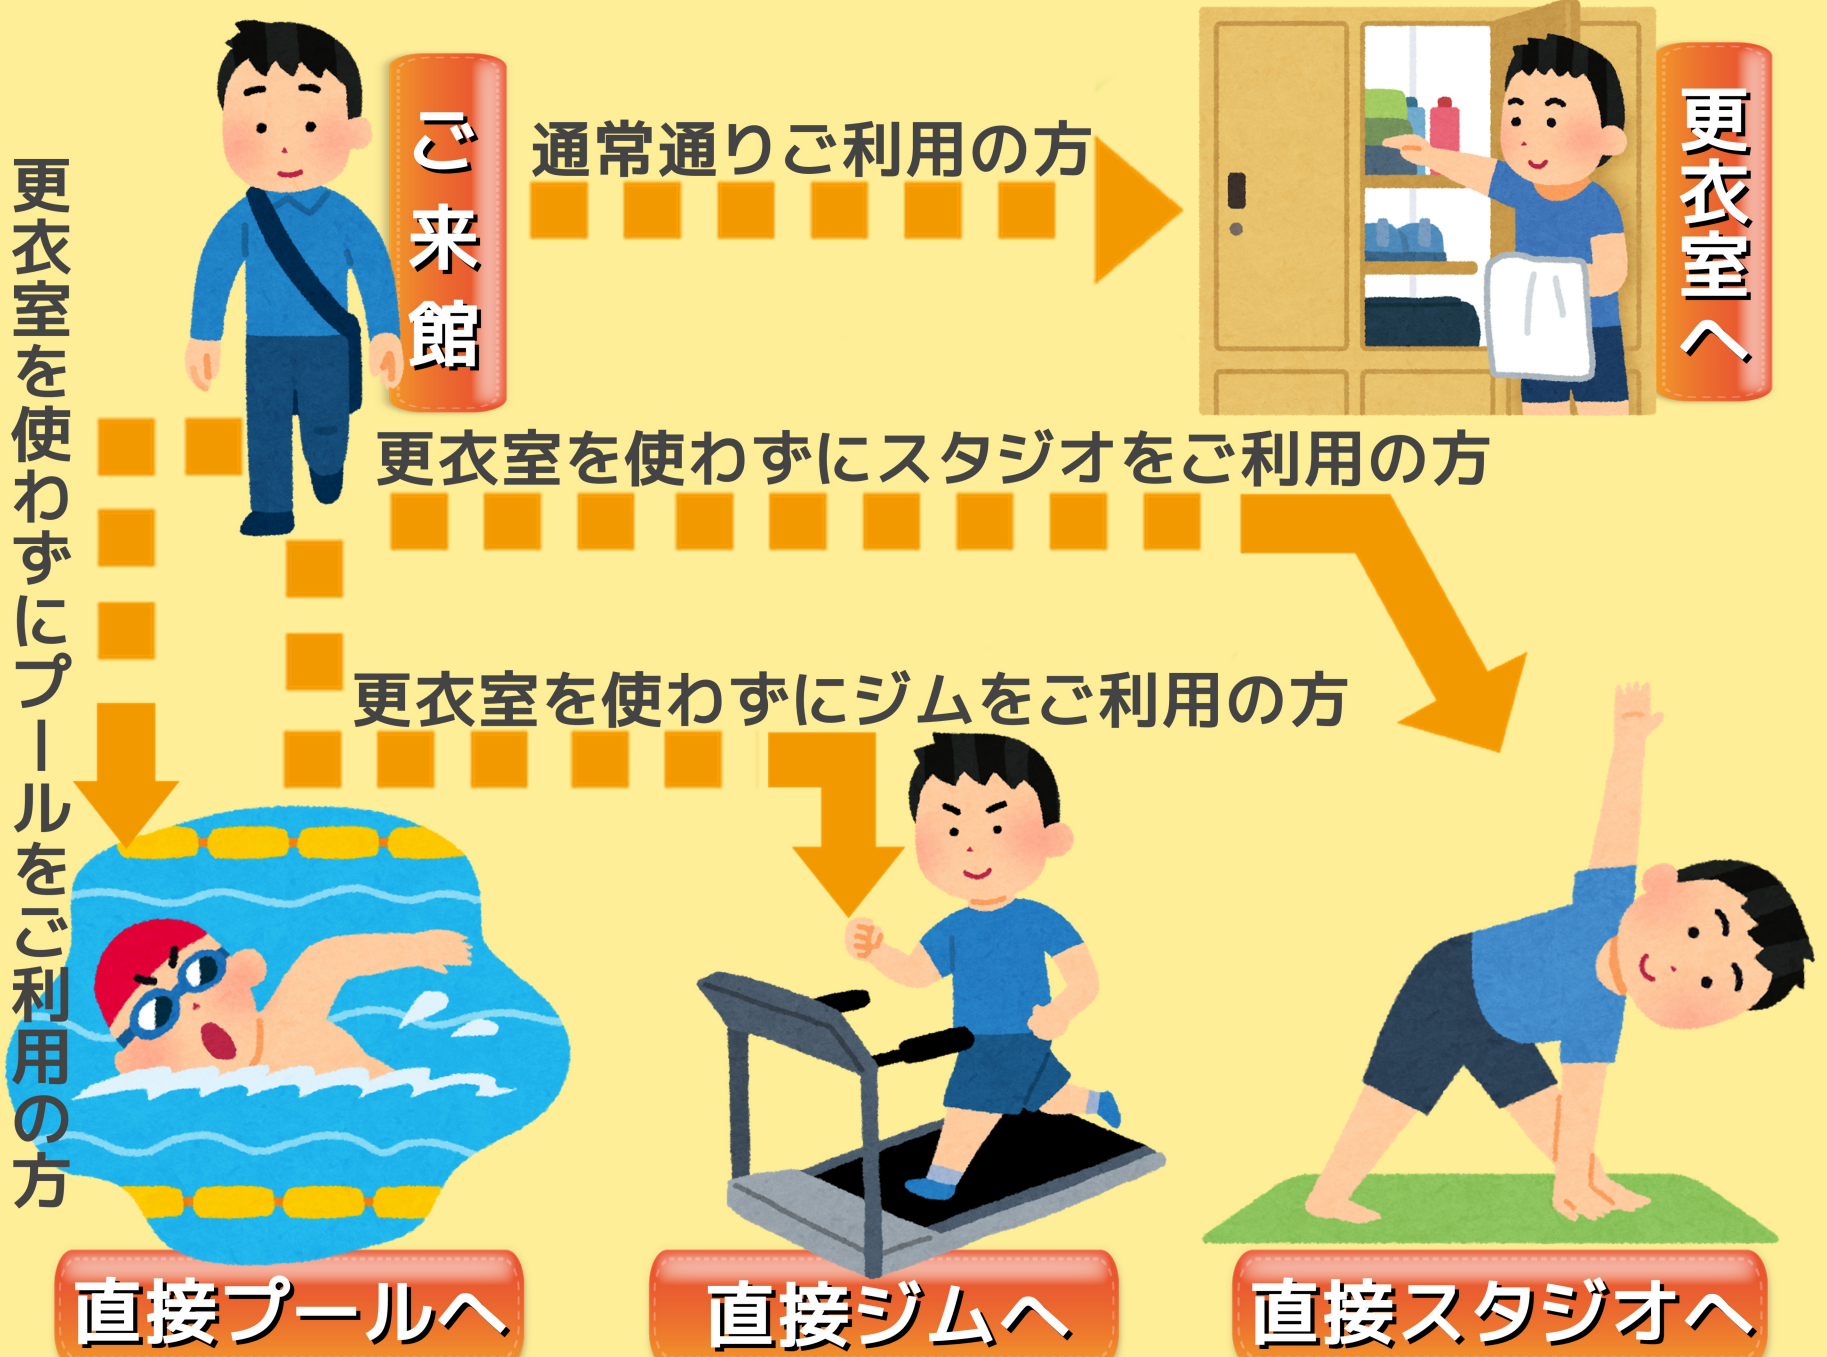 ご来館
通常通りご利用の方
更衣室へ
更衣室を使わずにプールをご利用の方
更衣室を使わずにスタジオをご利用の方
更衣室を使わずにジムをご利用の方
直接プールへ
直接ジムへ
直接スタジオへ